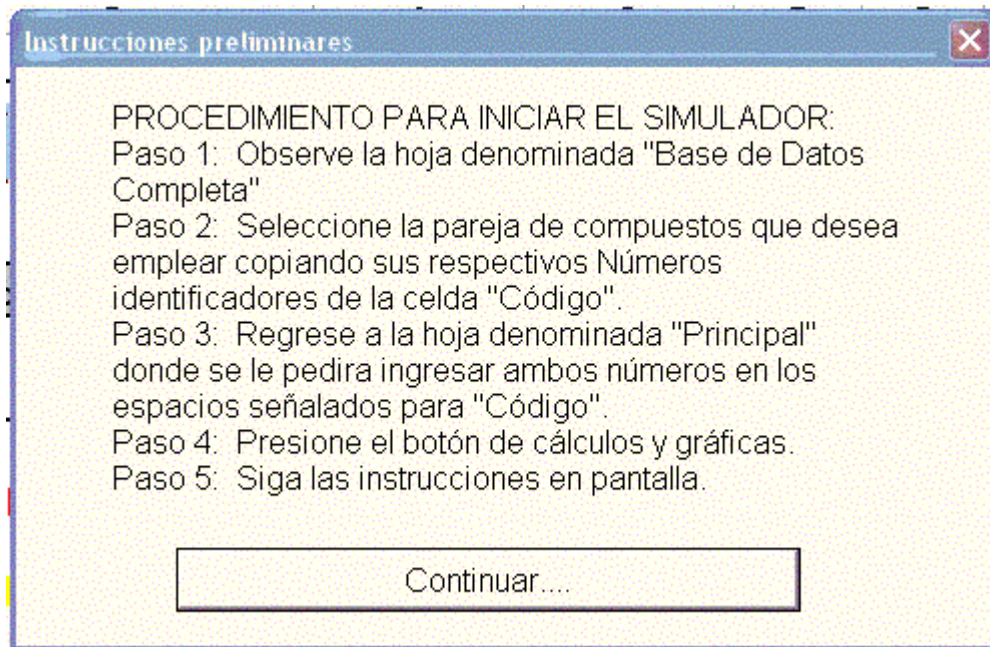 Instrucciones preliminares
PROCEDIMIENTO PARA INICIAR EL SIMULADOR:
Paso 1:  Observe la hoja denominada "Base de Datos
Completa"
Paso 2:  Seleccione la pareja de compuestos que desea
emplear copiando sus respectivos Números
identificadores de la celda "Código".
Paso 3:  Regrese a la hoja denominada "Principal"
donde se le pedira ingresar ambos números en los
espacios señalados para "Código".
Paso 4:  Presione el botón de cálculos y gráficas.
Paso 5:  Siga las instrucciones en pantalla.
Continuar....